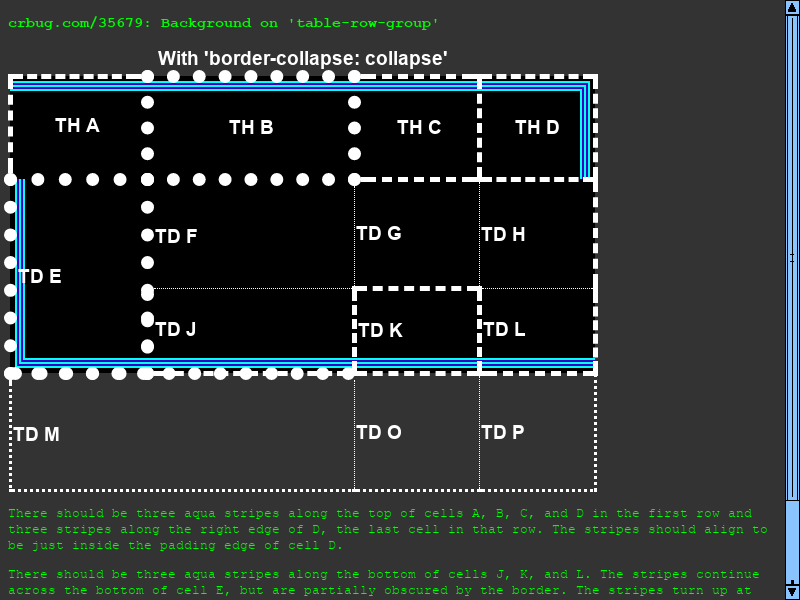 crbug.com/35679: Background on 'table-row-group'
With 'border-collapse: collapse'
TH A TH B TH C TH D
TD E TD F TD G TD H
TD J TD K TD L
TD M TD O TD P
There should be three aqua stripes along the top of cells A, B, C, and D in the first row and
three stripes along the right edge of D, the last cell in that row. The stripes should align to
be just inside the padding edge of cell D.
There should be three aqua stripes along the bottom of cells J, K, and L. The stripes continue
across the bottom of cell E, but are partially obscured by the border. The stripes turn up at